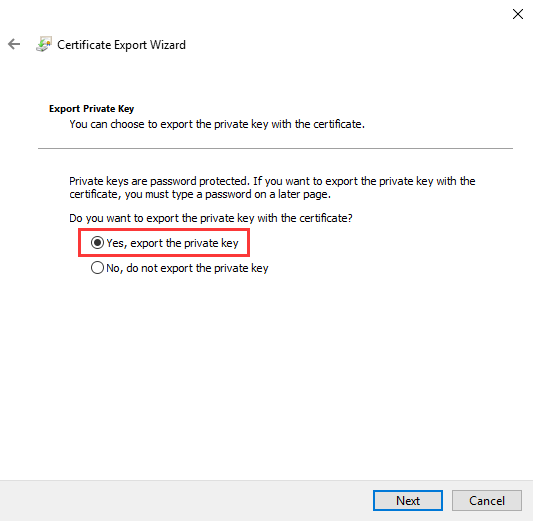 Certificate Export Wizard
Export Private Key
You can choose to export the private key with the certificate.
Private keys are password protected. If you want to export the private key with the
certificate, you must type a password on a later page.
Do you want to export the private key with the certificate?
Yes, export the private key
No, do not export the private key
Next
Cancel